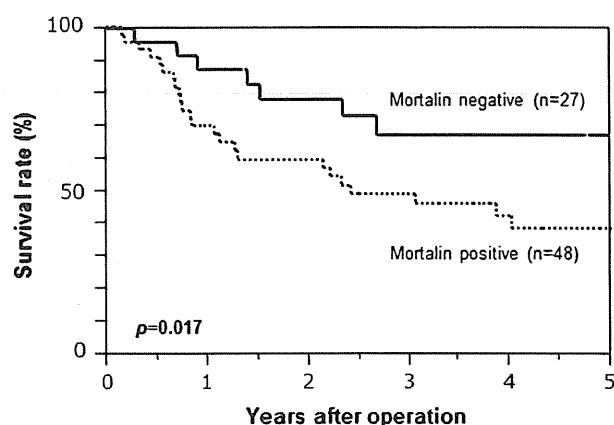 100
Mortalin negative (n=27)
Survival rate (%)
50
Mortalin positive (n=48)
p=0.017
0
0 1 2 3 4 5
Years after operation